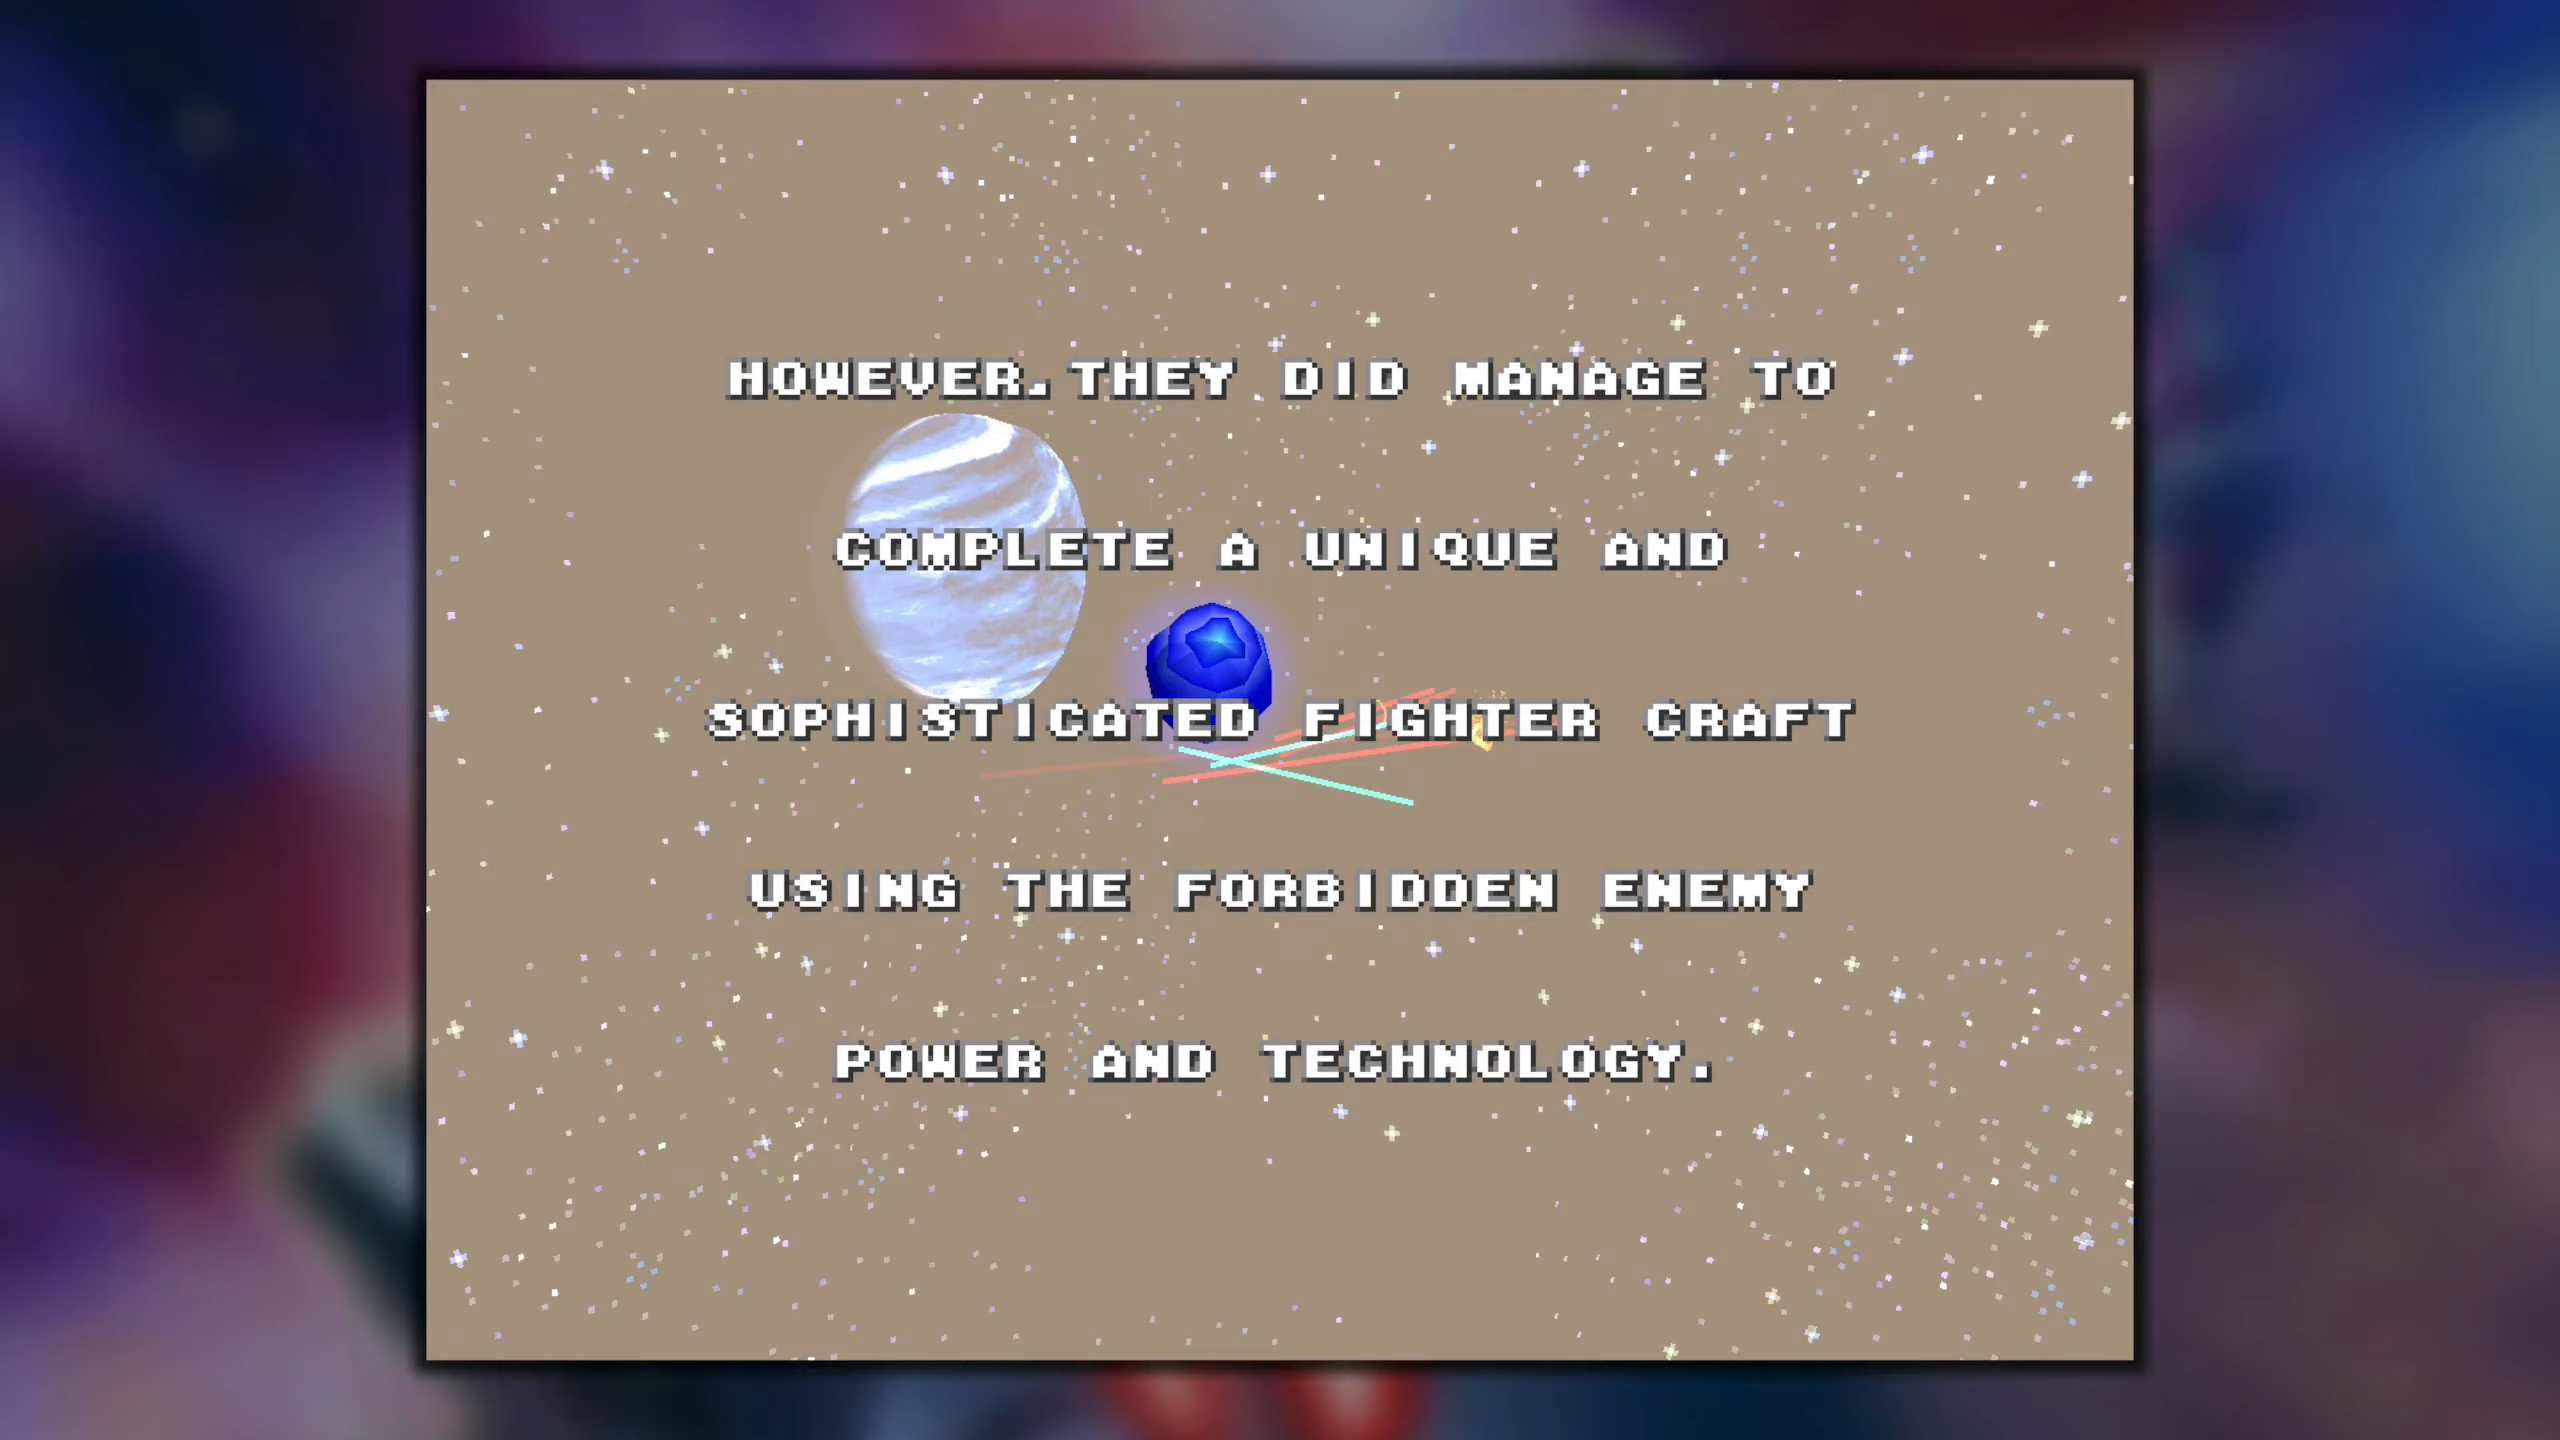 HOWEVER.THEY DID MANAGE TO
COMPLETE A UNIQUE AND
SOPHISTICATED FIGHTER CRAFT
USING THE FORBIDDEN ENEMY
POWER AND TECHNOLOGY.